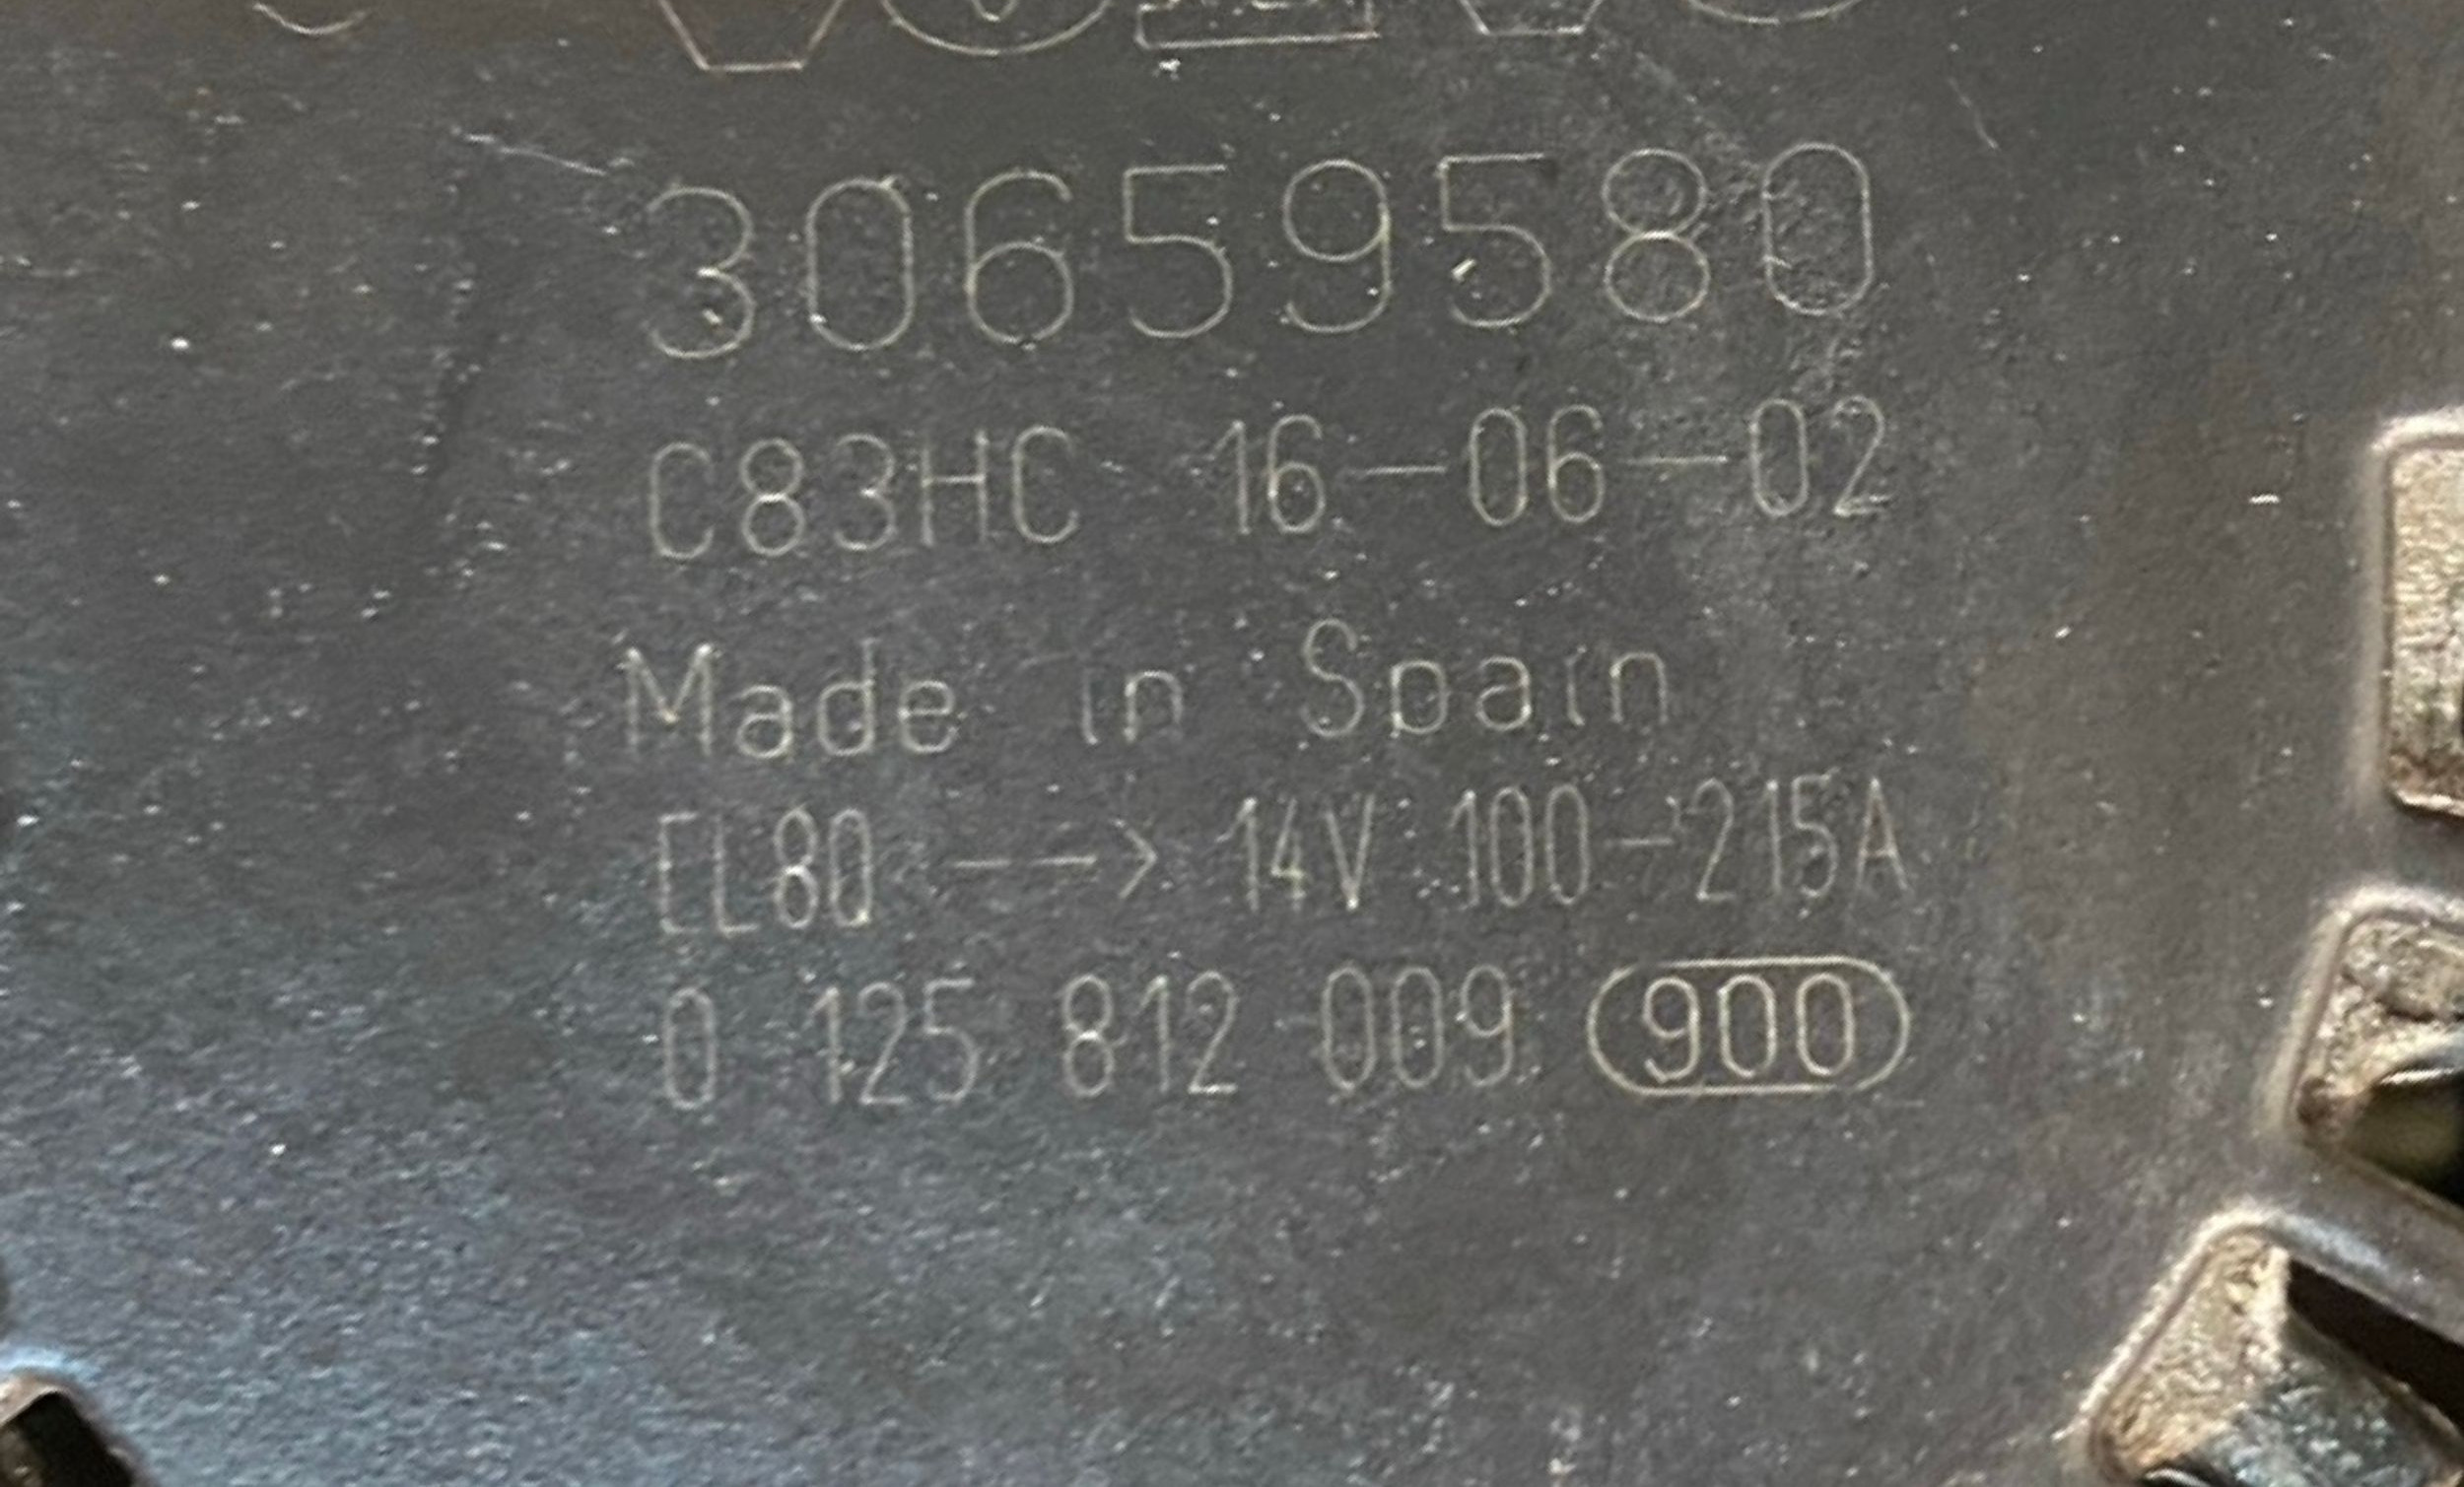 30659580
C83HC 16-06-02
Made in Spain
EL80 --> 14V 100-215A
0 125 812 009 900